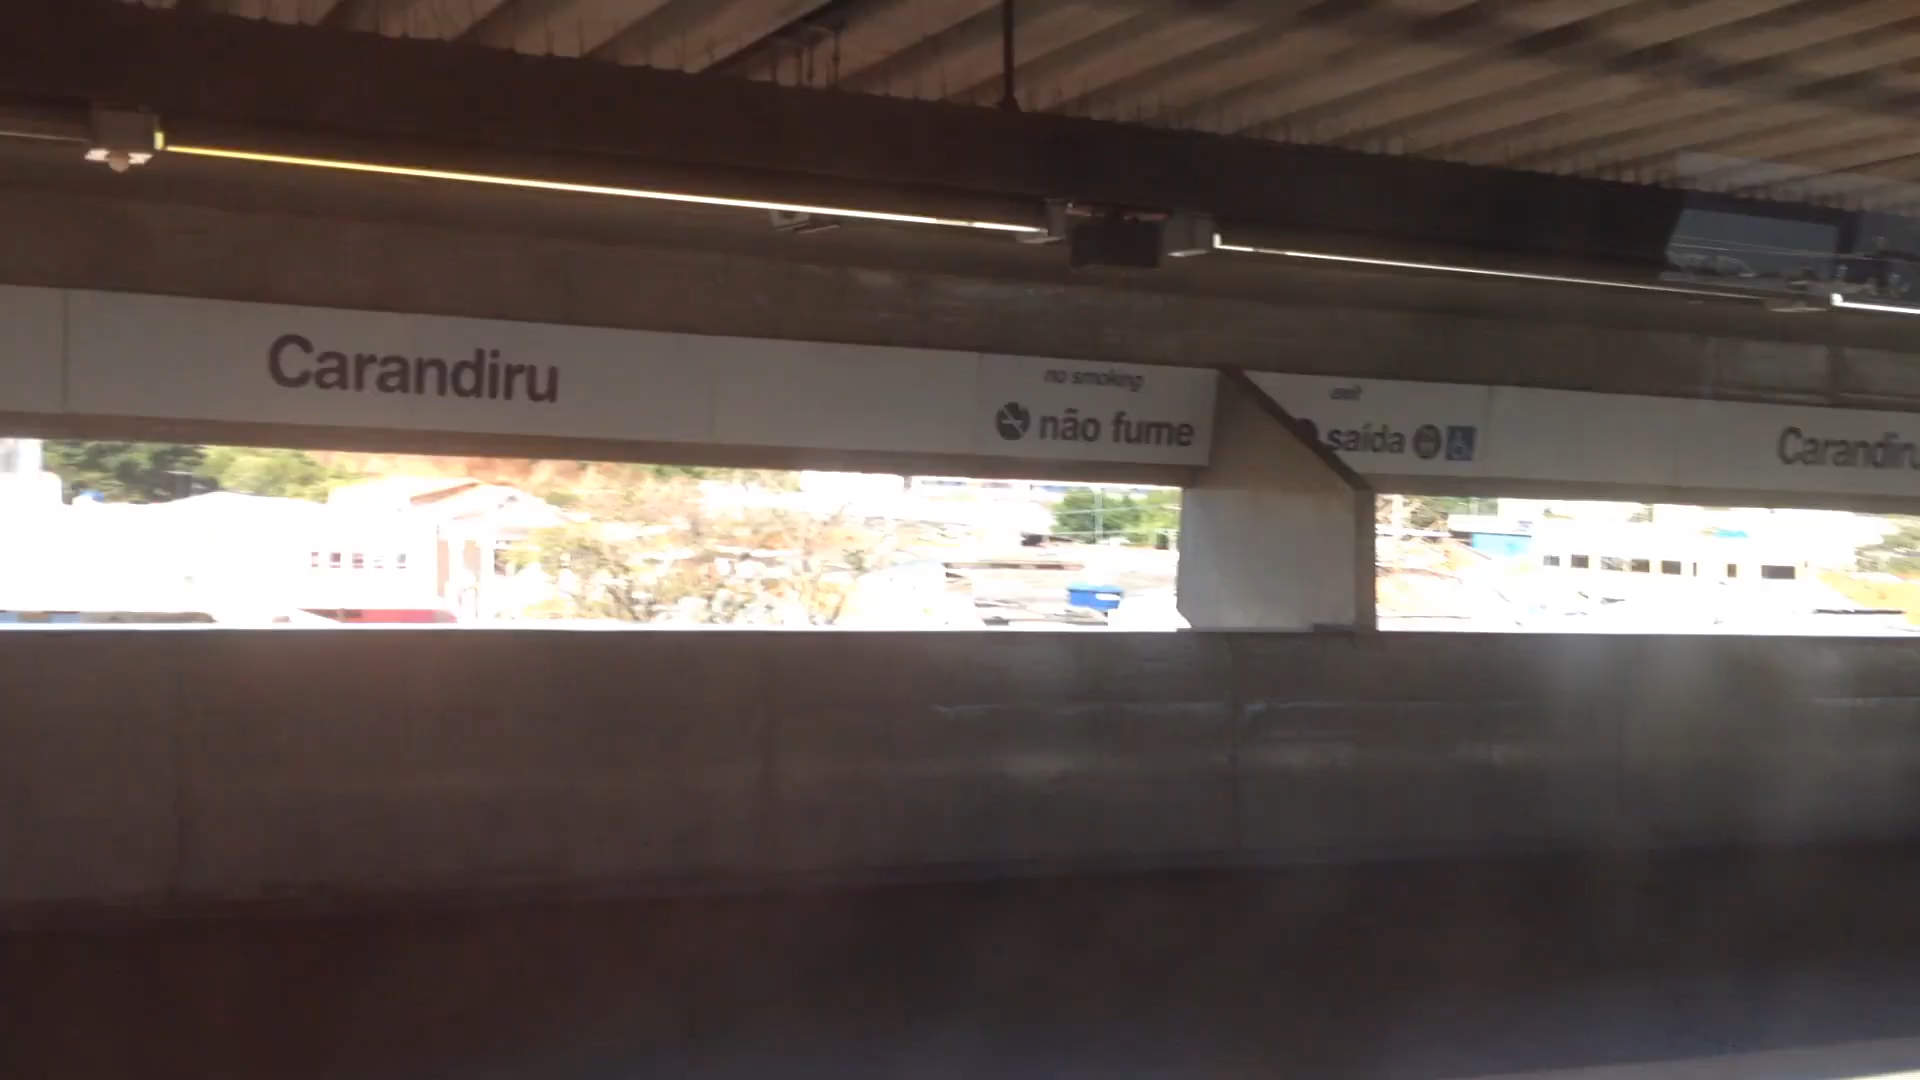 Carandiru
no smoking
não fume
exit
saída
Carandiru